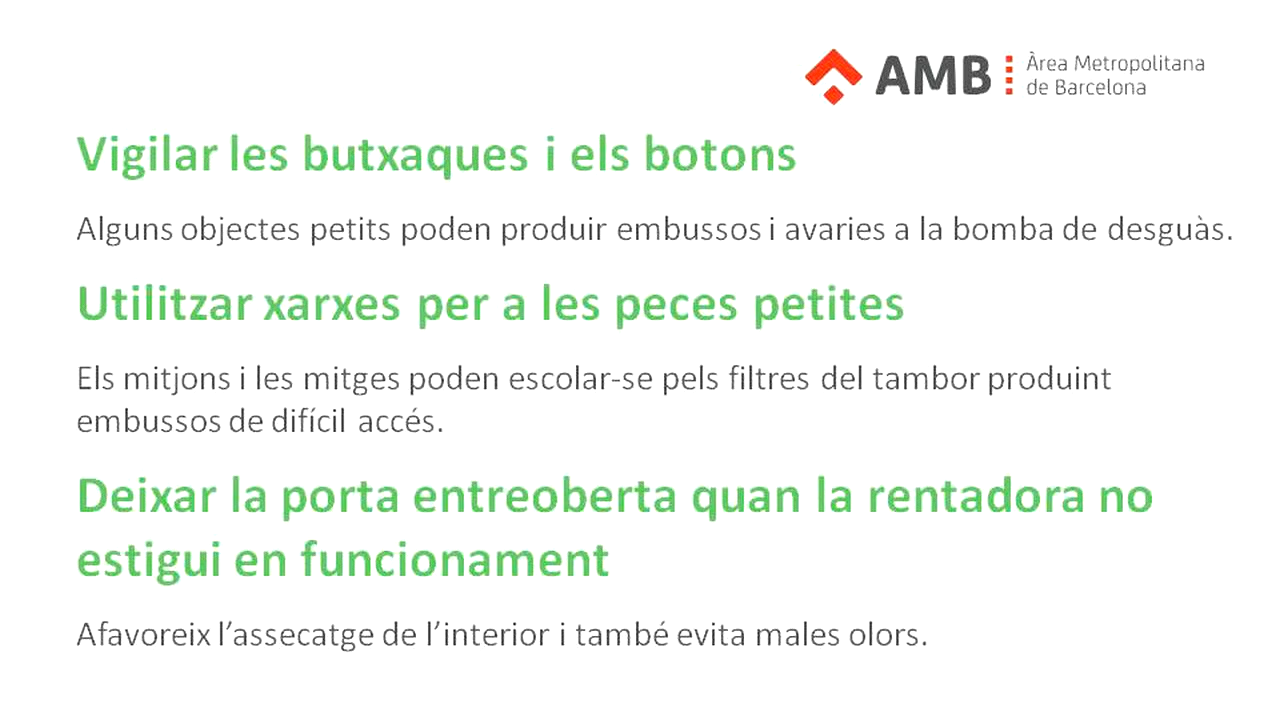 AMB
Àrea Metropolitana
de Barcelona
Vigilar les butxaques i els botons
Alguns objectes petits poden produir embussos i avaries a la bomba de desguàs.
Utilitzar xarxes per a les peces petites
Els mitjons i les mitges poden escolar-se pels filtres del tambor produint
embussos de difícil accés.
Deixar la porta entreoberta quan la rentadora no
estigui en funcionament
Afavoreix l’assecatge de l’interior i també evita males olors.